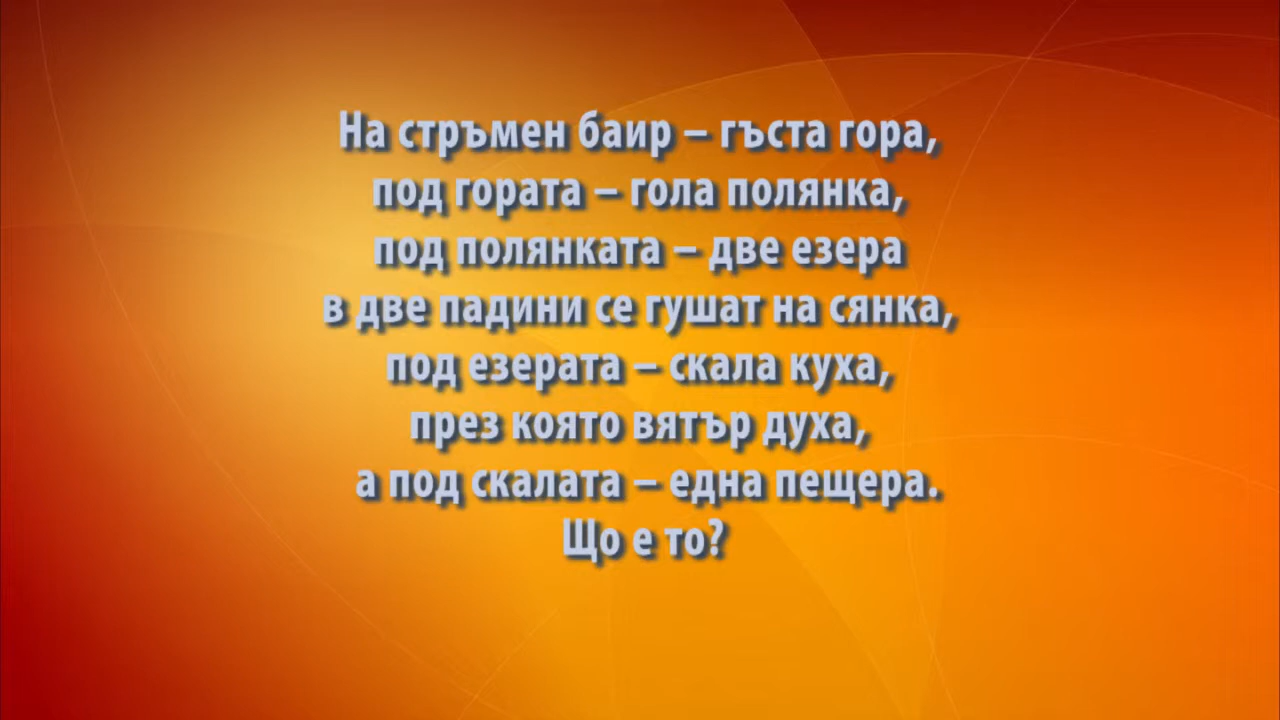 На стръмен баир – гъста гора,
под гората – гола полянка,
под полянката – две езера
в две падини се гушат на сянка,
под езерата – скала куха,
през която вятър духа,
а под скалата – една пещера.
Що е то?